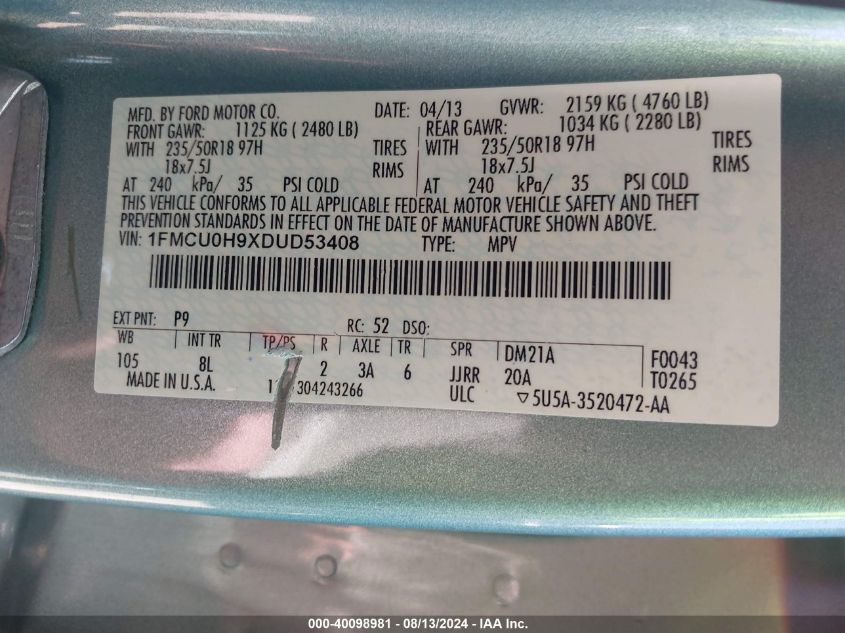 MFD. BY FORD MOTOR CO. DATE: 04/13 GVWR: 2159 KG ( 4760 LB)
FRONT GAWR: 1125 KG ( 2480 LB) REAR GAWR: 1034 KG ( 2280 LB)
WITH 235/50R18 97H TIRES WITH 235/50R18 97H TIRES
18x7.5J RIMS 18x7.5J RIMS
AT 240 kPa/ 35 PSI COLD AT 240 kPa/ 35 PSI COLD
THIS VEHICLE CONFORMS TO ALL APPLICABLE FEDERAL MOTOR VEHICLE SAFETY AND THEFT
PREVENTION STANDARDS IN EFFECT ON THE DATE OF MANUFACTURE SHOWN ABOVE.
VIN: 1FMCU0H9XDUD53408 TYPE: MPV
EXT PNT: P9 RC: 52 DSO:
WB INT TR TP/PS R AXLE TR SPR DM21A F0043
105 8L 2 3A 6 JJRR 20A T0265
MADE IN U.S.A. 304243266 ULC ▽5U5A-3520472-AA
000-40098981 - 08/13/2024 - IAA Inc.